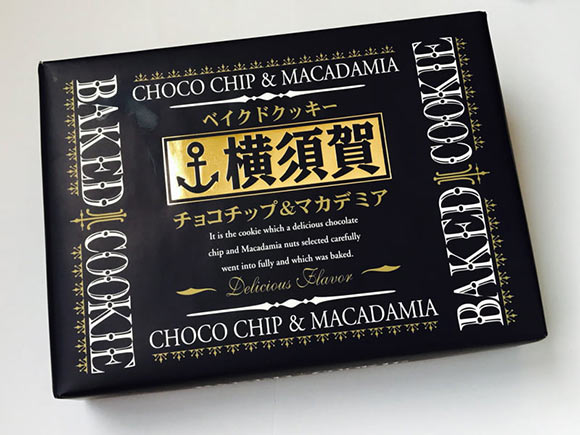 CHOCO CHIP & MACADAMIA
ベイクドクッキー
横須賀
チョコチップ&マカデミア
It is the cookie which a delicious chocolate
chip and Macadamia nuts selected carefully
went into fully and which was baked.
Delicious Flavor
CHOCO CHIP & MACADAMIA
BAKED COOKIE
BAKED COOKIE